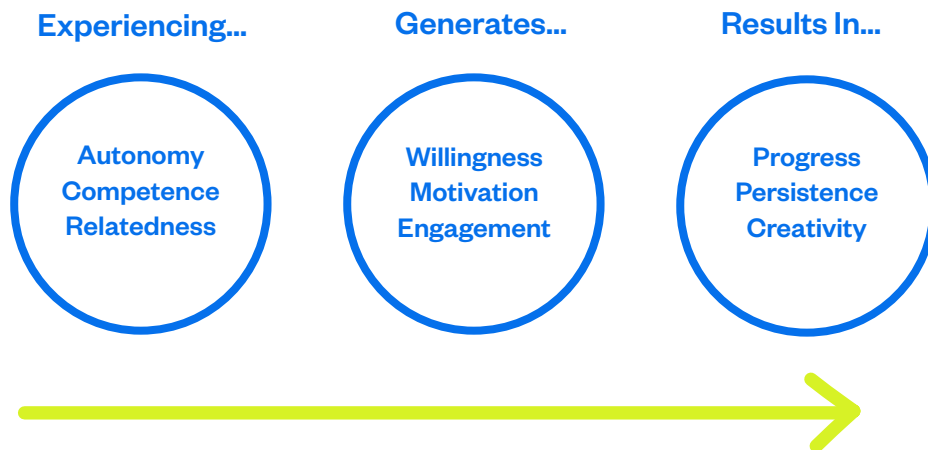 Experiencing...
Autonomy
Competence
Relatedness
Generates...
Willingness
Motivation
Engagement
Results In...
Progress
Persistence
Creativity